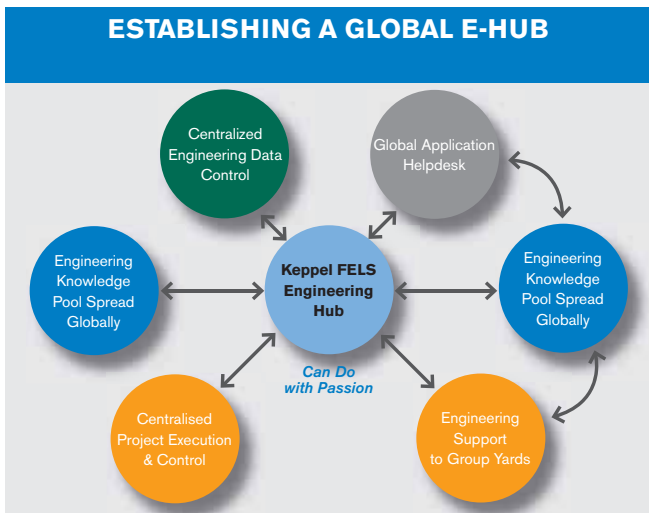 ESTABLISHING A GLOBAL E-HUB
Centralized
Engineering Data
Control
Global Application
Helpdesk
Engineering
Knowledge
Pool Spread
Globally
Keppel FELS
Engineering
Hub
Engineering
Knowledge
Pool Spread
Globally
Can Do
with Passion
Centralised
Project Execution
& Control
Engineering
Support
to Group Yards